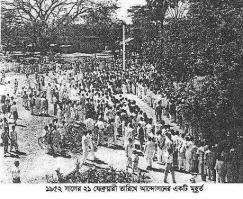 ১৯৫২ সালের ২১ ফেব্রুয়ারী তারিখে আন্দোলনের একটি মুহূর্ত